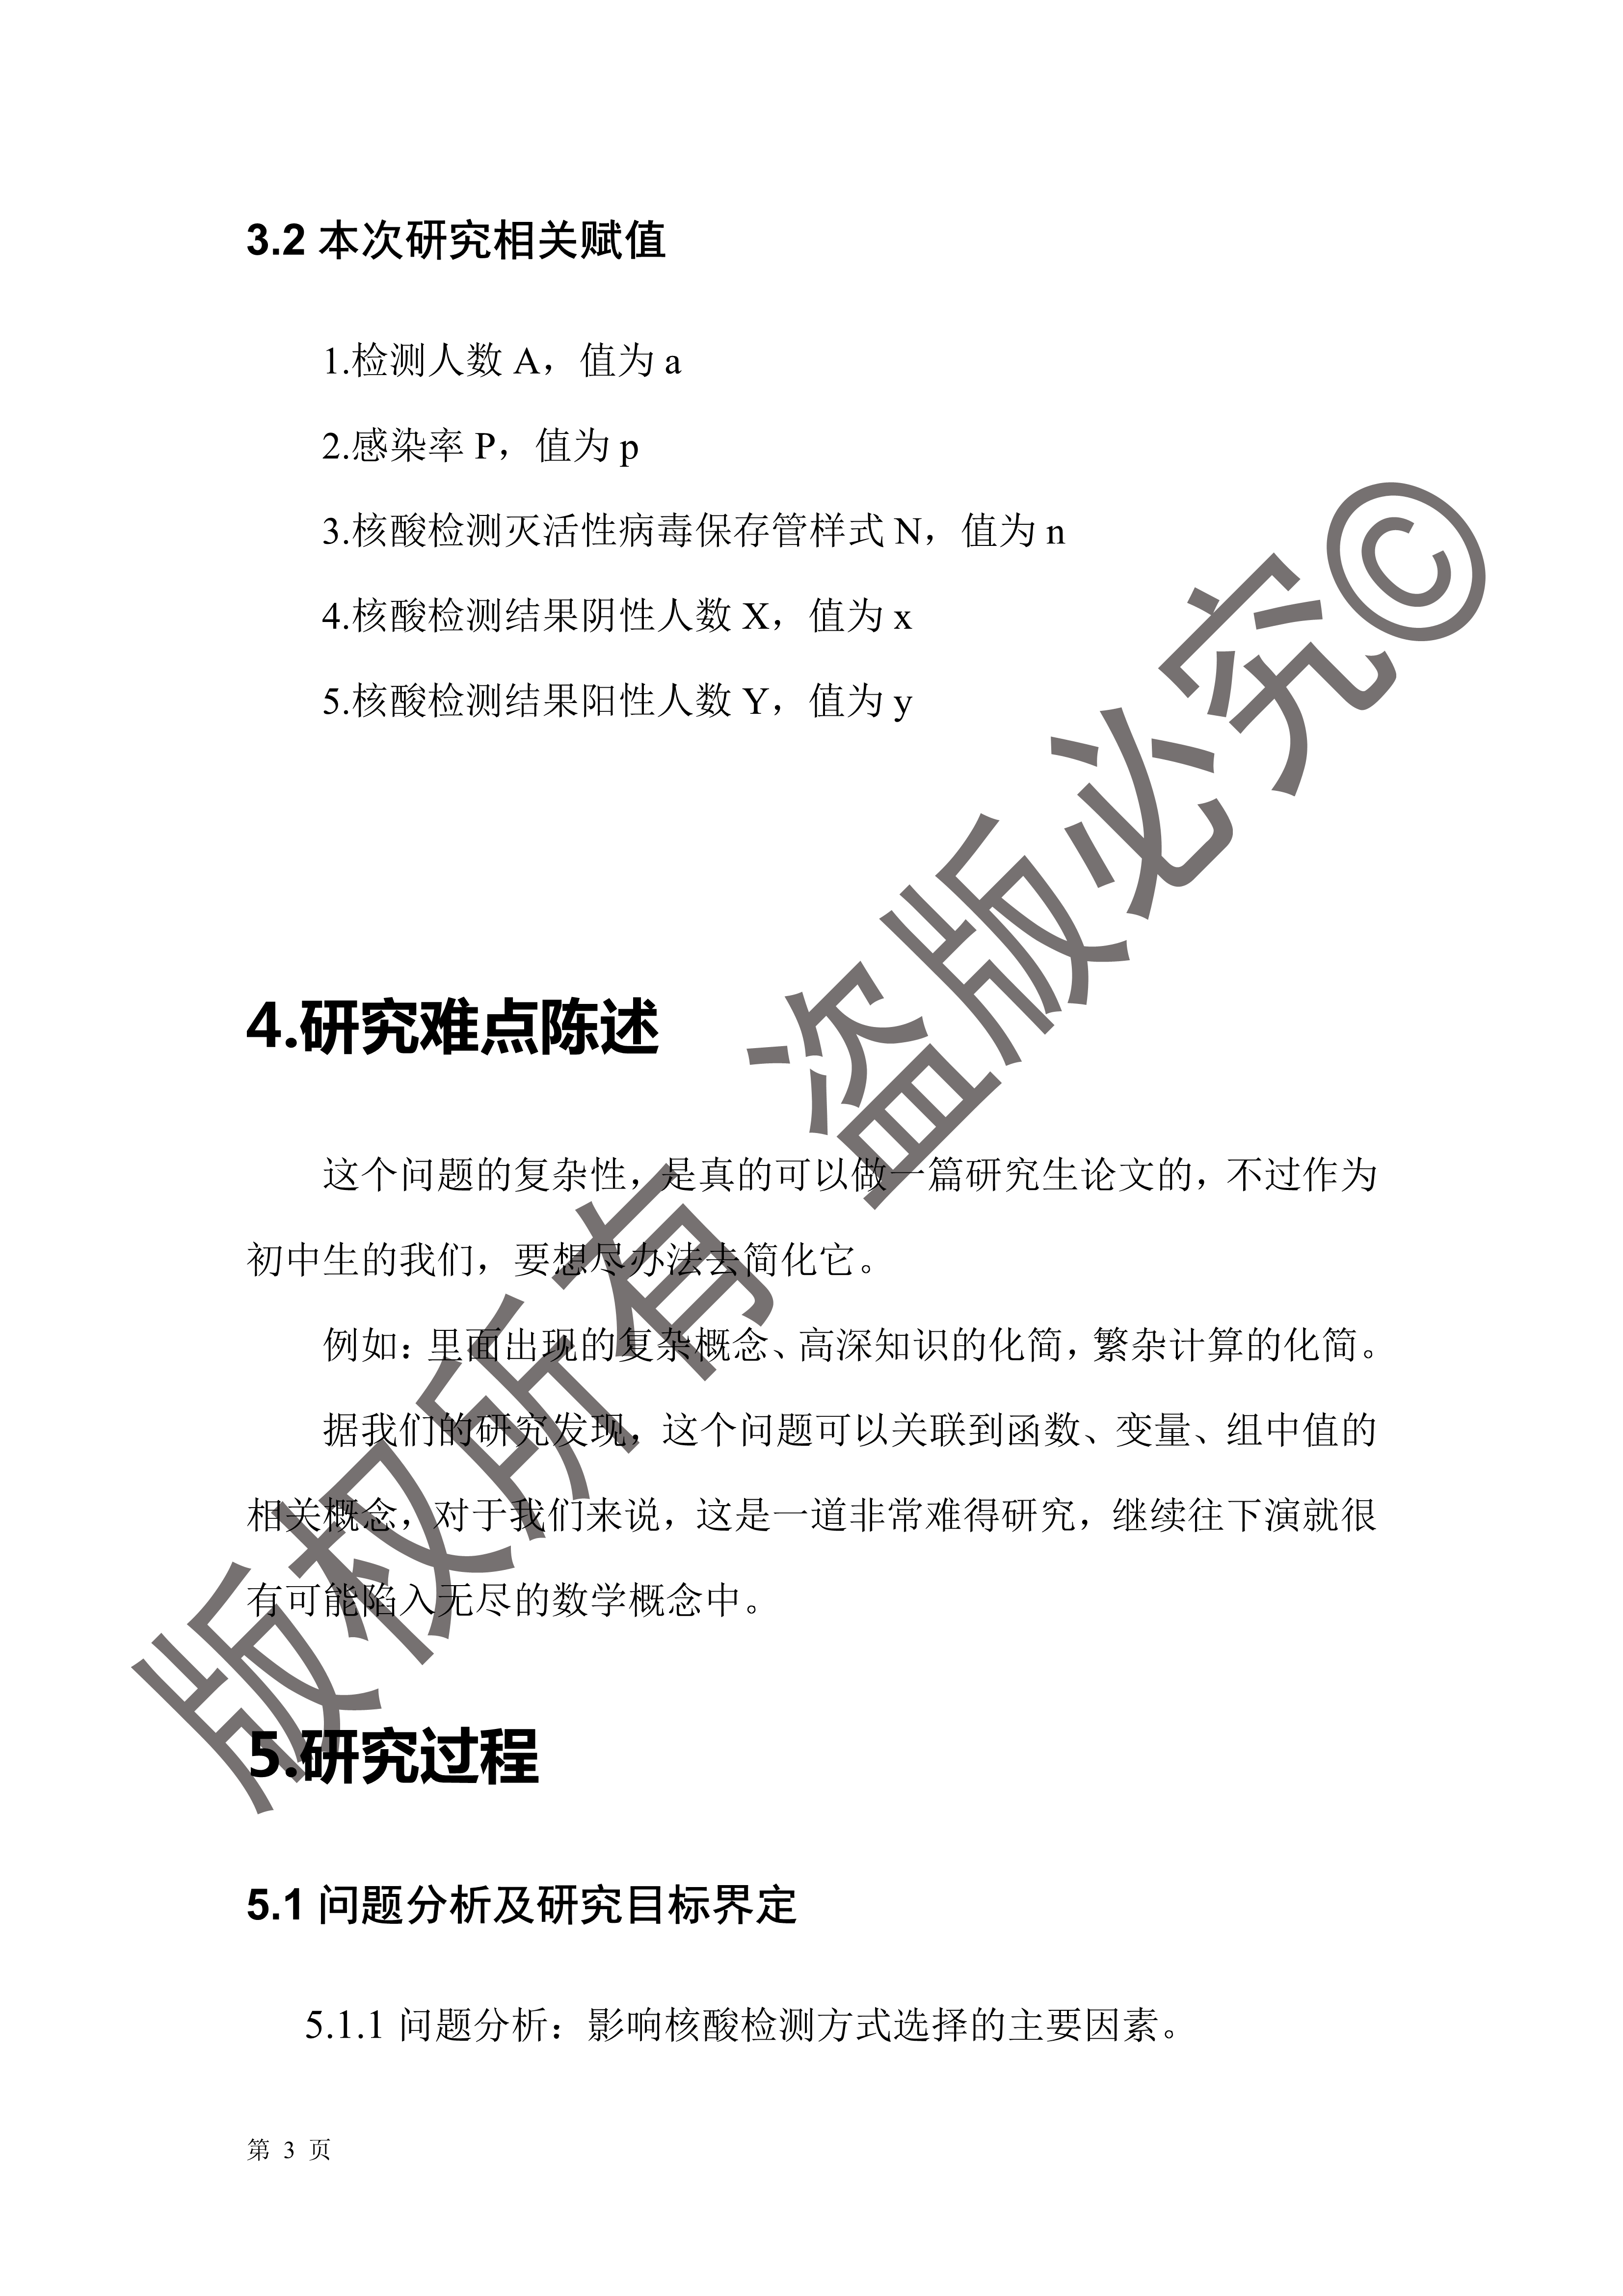 3.2 本次研究相关赋值
1.检测人数 A，值为 a
2.感染率 P，值为 p
3.核酸检测灭活性病毒保存管样式 N，值为 n
4.核酸检测结果阴性人数 X，值为 x
5.核酸检测结果阳性人数 Y，值为 y
4.研究难点陈述
这个问题的复杂性，是真的可以做一篇研究生论文的，不过作为
初中生的我们，要想尽办法去简化它。
例如：里面出现的复杂概念、高深知识的化简，繁杂计算的化简。
据我们的研究发现，这个问题可以关联到函数、变量、组中值的
相关概念，对于我们来说，这是一道非常难得研究，继续往下演就很
有可能陷入无尽的数学概念中。
5.研究过程
5.1 问题分析及研究目标界定
5.1.1 问题分析：影响核酸检测方式选择的主要因素。
第 3 页
版权所有 盗版必究©